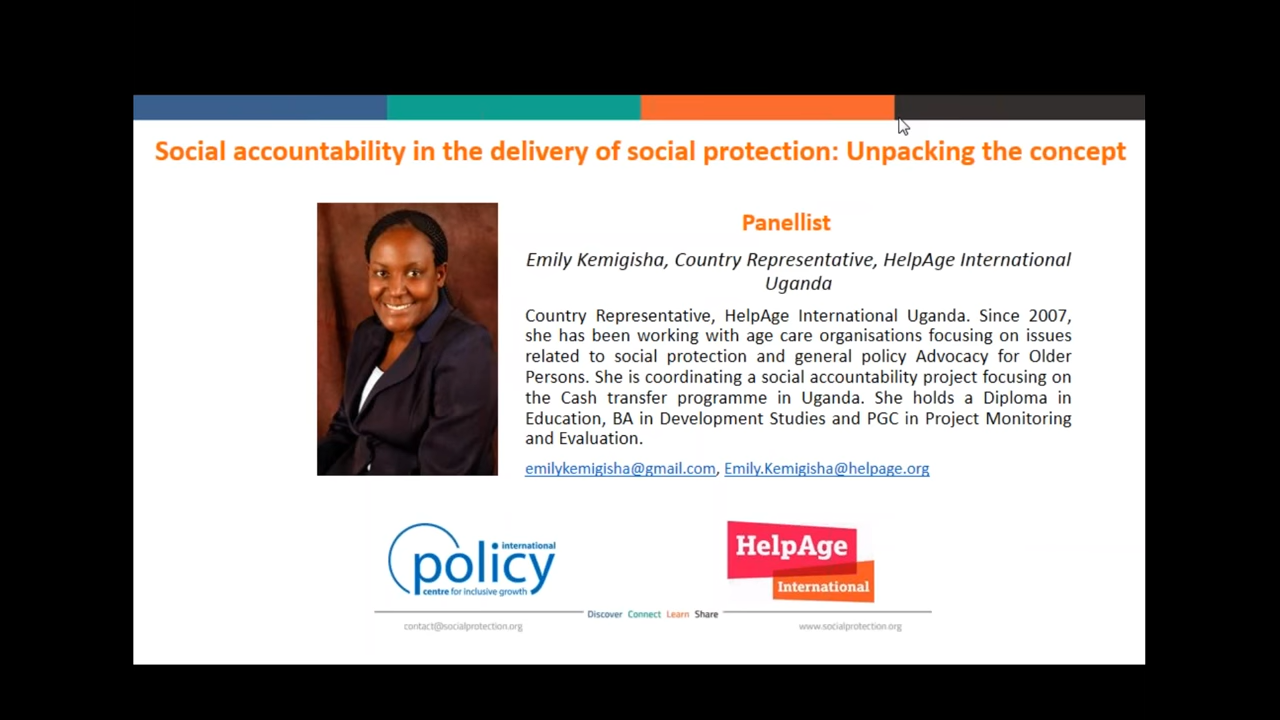 Social accountability in the delivery of social protection: Unpacking the concept
Panellist
Emily Kemigisha, Country Representative, HelpAge International
Uganda
Country Representative, HelpAge International Uganda. Since 2007,
she has been working with age care organisations focusing on issues
related to social protection and general policy Advocacy for Older
Persons. She is coordinating a social accountability project focusing on
the Cash transfer programme in Uganda. She holds a Diploma in
Education, BA in Development Studies and PGC in Project Monitoring
and Evaluation.
emilykemigisha@gmail.com, Emily.Kemigisha@helpage.org
international
policy
centre for inclusive growth
HelpAge
International
Discover Connect Learn Share
contact@socialprotection.org
www.socialprotection.org